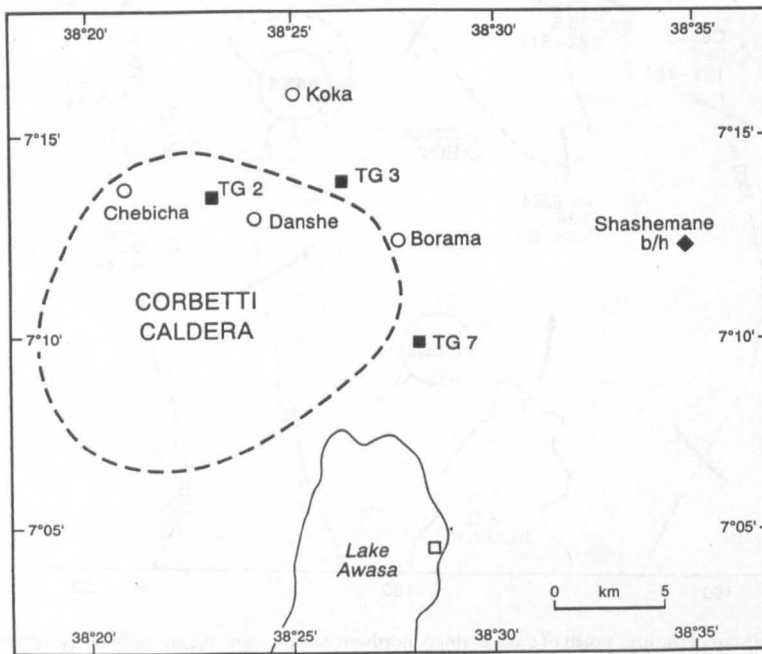 38°20' 38°25' 38°30' 38°35'
Koka
7°15' 7°15'
TG 3
TG 2
Chebicha
Danshe
Borama
Shashemane
b/h
CORBETTI
CALDERA
7°10' TG 7 7°10'
7°05' 7°05'
Lake
Awasa
0 km 5
38°20' 38°25' 38°30' 38°35'